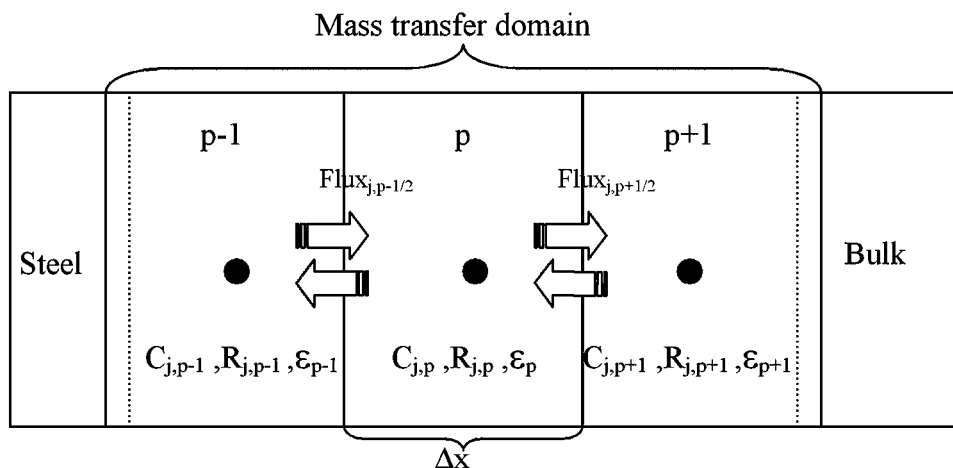 Mass transfer domain
p-1 p p+1
Flux_{j,p-1/2} Flux_{j,p+1/2}
Steel Bulk
C_{j,p-1} ,R_{j,p-1} ,ε_{p-1} C_{j,p} ,R_{j,p} ,ε_p C_{j,p+1} ,R_{j,p+1} ,ε_{p+1}
Δx